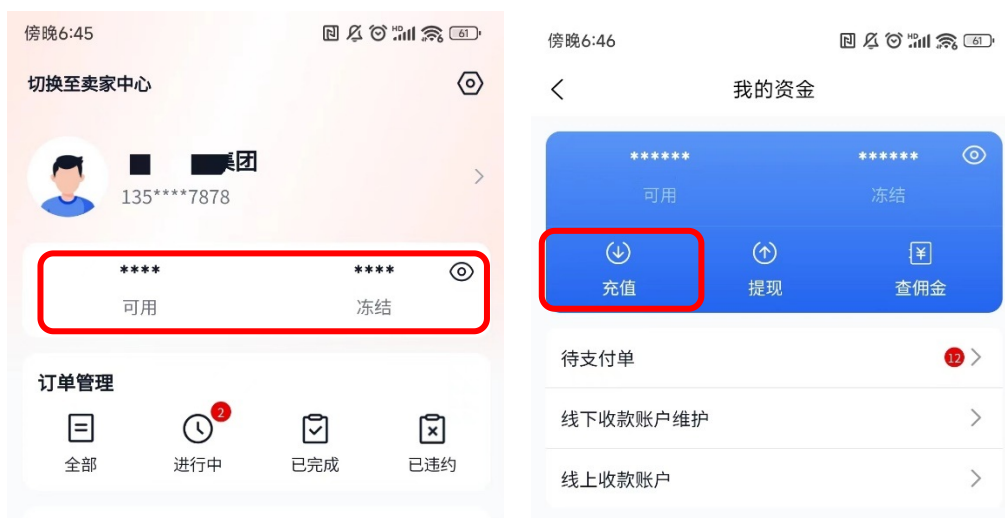 傍晚6:45
61
切换至卖家中心
集团
135****7878
**** ****
可用 冻结
订单管理
2
全部 进行中 已完成 已违约
傍晚6:46
61
我的资金
****** ******
可用 冻结
充值 提现 查佣金
待支付单 12
线下收款账户维护
线上收款账户